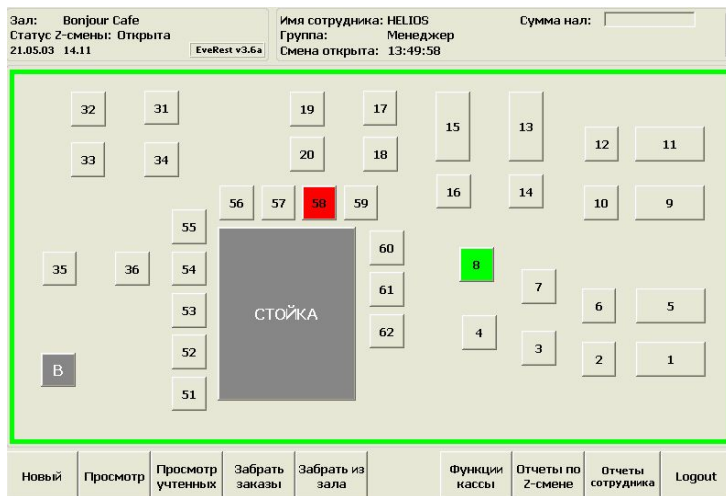 Зал: Bonjour Cafe
Статус Z-смены: Открыта
21.05.03 14.11 EveRest v3.6a
Имя сотрудника: HELIOS
Группа: Менеджер
Смена открыта: 13:49:58
Сумма нал:
32 31 19 17 15 13 12 11
33 34 20 18
16 14 10 9
56 57 58 59
55
35 36 54 60 8
61 7
53 СТОЙКА 6 5
62 4
52 3 2 1
В
51
Новый
Просмотр
Просмотр
учтенных
Забрать
заказы
Забрать из
зала
Функции
кассы
Отчеты по
Z-смене
Отчеты
сотрудника
Logout